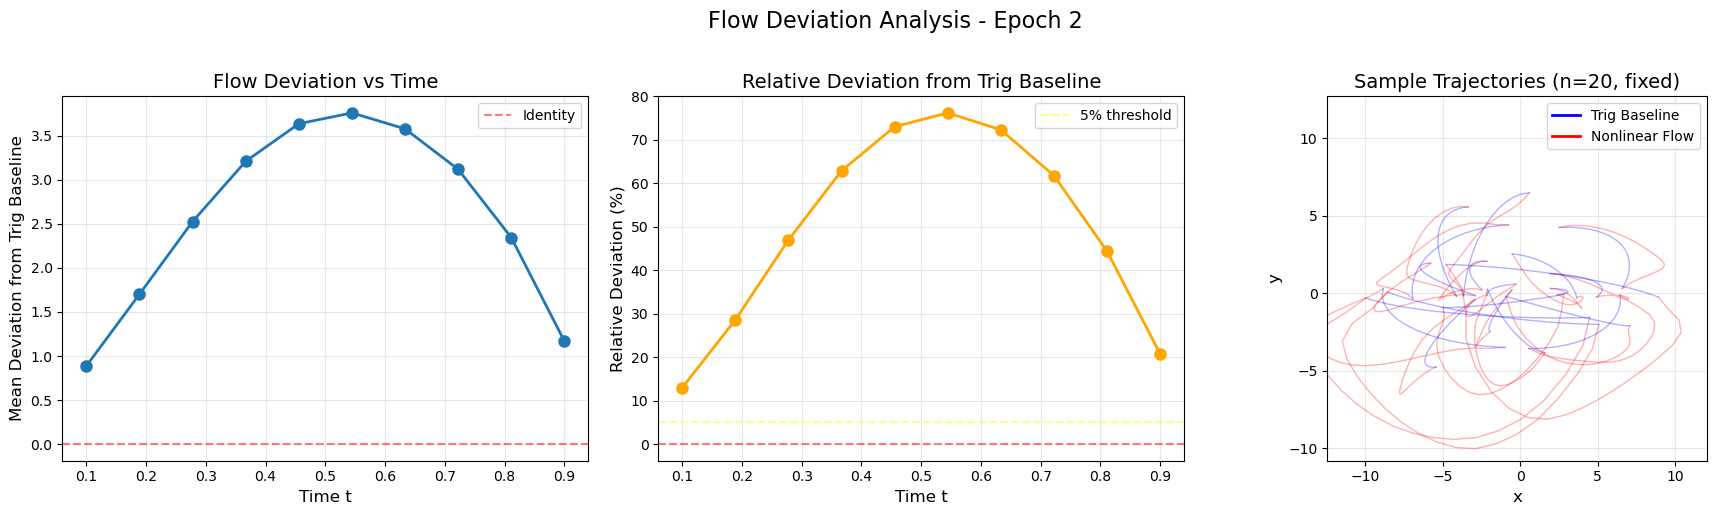 Flow Deviation Analysis - Epoch 2
Flow Deviation vs Time
Mean Deviation from Trig Baseline
3.5
3.0
2.5
2.0
1.5
1.0
0.5
0.0
Identity
0.1 0.2 0.3 0.4 0.5 0.6 0.7 0.8 0.9
Time t
Relative Deviation from Trig Baseline
Relative Deviation (%)
80
70
60
50
40
30
20
10
0
5% threshold
0.1 0.2 0.3 0.4 0.5 0.6 0.7 0.8 0.9
Time t
Sample Trajectories (n=20, fixed)
y
10
5
0
−5
−10
Trig Baseline
Nonlinear Flow
−10 −5 0 5 10
x